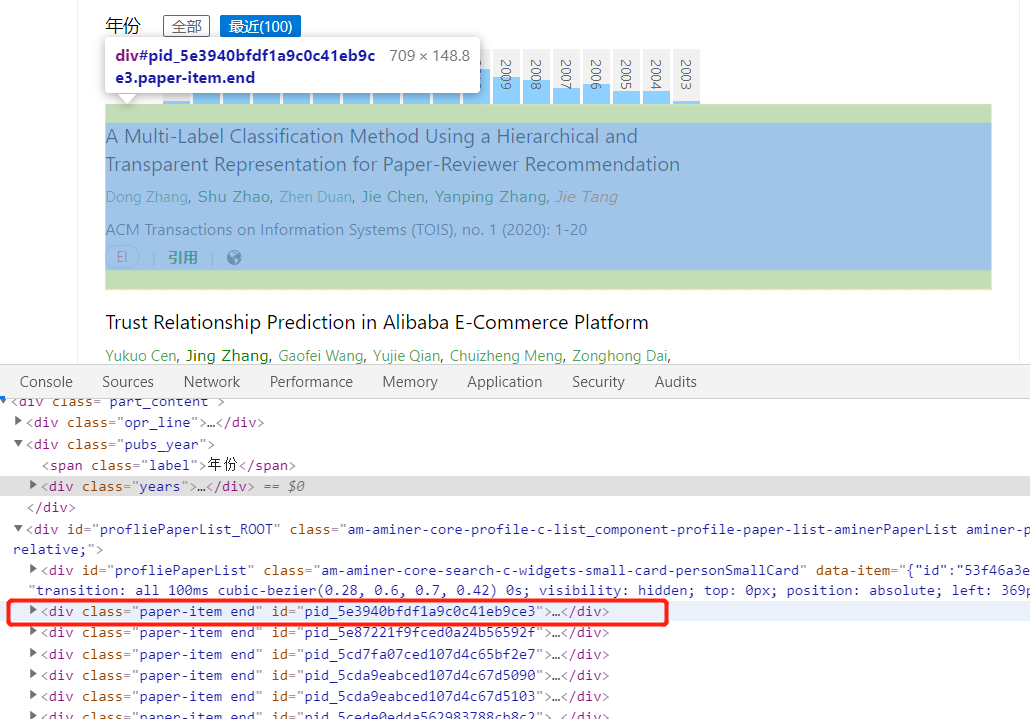 年份 全部 最近(100)
div#pid_5e3940bfdf1a9c0c41eb9c 709 × 148.8
e3.paper-item.end
2009 2008 2007 2006 2005 2004 2003
A Multi-Label Classification Method Using a Hierarchical and
Transparent Representation for Paper-Reviewer Recommendation
Dong Zhang, Shu Zhao, Zhen Duan, Jie Chen, Yanping Zhang, Jie Tang
ACM Transactions on Information Systems (TOIS), no. 1 (2020): 1-20
EI | 引用 |
Trust Relationship Prediction in Alibaba E-Commerce Platform
Yukuo Cen, Jing Zhang, Gaofei Wang, Yujie Qian, Chuizheng Meng, Zonghong Dai,
Console Sources Network Performance Memory Application Security Audits
<div class="part_content">
<div class="opr_line">…</div>
<div class="pubs_year">
<span class="label">年份</span>
<div class="years">…</div> == $0
</div>
<div id="profliePaperList_ROOT" class="am-aminer-core-profile-c-list_component-profile-paper-list-aminerPaperList aminer-p
relative;">
<div id="profliePaperList" class="am-aminer-core-search-c-widgets-small-card-personSmallCard" data-item="{"id":"53f46a3e
"transition: all 100ms cubic-bezier(0.28, 0.6, 0.7, 0.42) 0s; visibility: hidden; top: 0px; position: absolute; left: 369p
<div class="paper-item end" id="pid_5e3940bfdf1a9c0c41eb9ce3">…</div>
<div class="paper-item end" id="pid_5e87221f9fced0a24b56592f">…</div>
<div class="paper-item end" id="pid_5cd7fa07ced107d4c65bf2e7">…</div>
<div class="paper-item end" id="pid_5cda9eabced107d4c67d5090">…</div>
<div class="paper-item end" id="pid_5cda9eabced107d4c67d5103">…</div>
<div class="paper-item end" id="pid_5cede0edda562983788cb8c2">…</div>